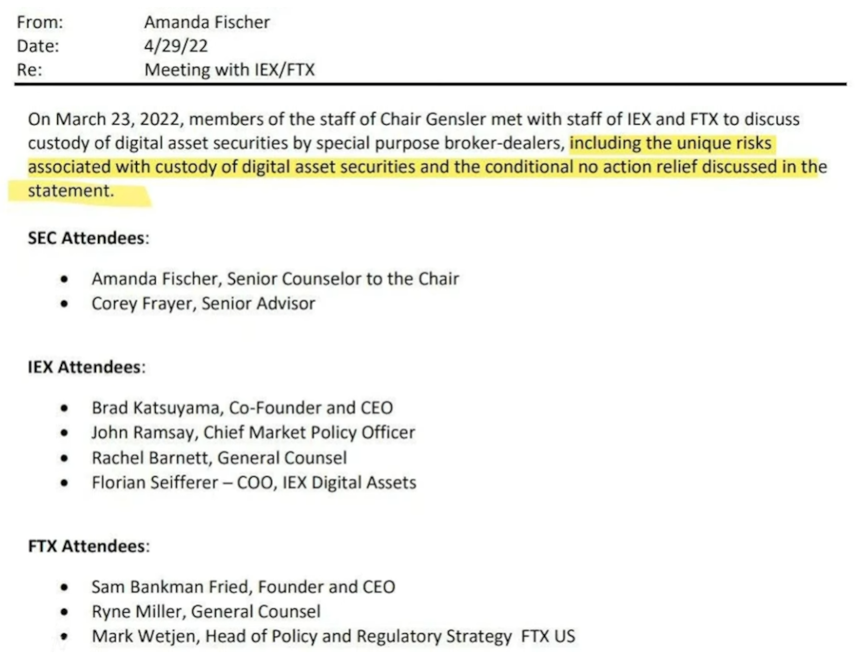 From: Amanda Fischer
Date: 4/29/22
Re: Meeting with IEX/FTX
On March 23, 2022, members of the staff of Chair Gensler met with staff of IEX and FTX to discuss
custody of digital asset securities by special purpose broker-dealers, including the unique risks
associated with custody of digital asset securities and the conditional no action relief discussed in the
statement.
SEC Attendees:
• Amanda Fischer, Senior Counselor to the Chair
• Corey Frayer, Senior Advisor
IEX Attendees:
• Brad Katsuyama, Co-Founder and CEO
• John Ramsay, Chief Market Policy Officer
• Rachel Barnett, General Counsel
• Florian Seifferer – COO, IEX Digital Assets
FTX Attendees:
• Sam Bankman Fried, Founder and CEO
• Ryne Miller, General Counsel
• Mark Wetjen, Head of Policy and Regulatory Strategy FTX US